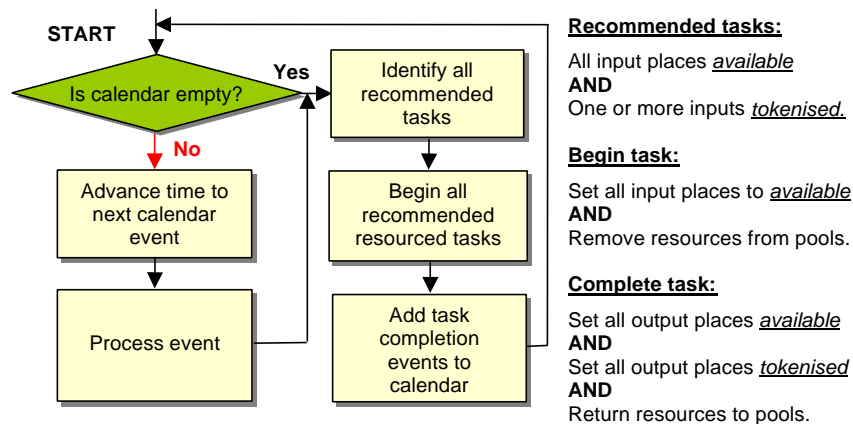 START
Is calendar empty?
Yes
No
Advance time to
next calendar
event
Process event
Identify all
recommended
tasks
Begin all
recommended
resourced tasks
Add task
completion
events to
calendar
Recommended tasks:
All input places available
AND
One or more inputs tokenised.
Begin task:
Set all input places to available
AND
Remove resources from pools.
Complete task:
Set all output places available
AND
Set all output places tokenised
AND
Return resources to pools.